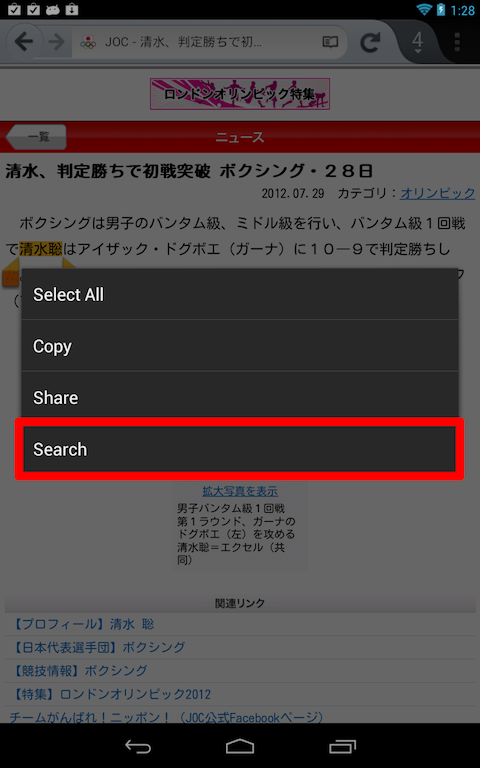 1:28
JOC - 清水、判定勝ちで初...
4
ロンドンオリンピック特集
一覧
ニュース
清水、判定勝ちで初戦突破 ボクシング・２８日
2012.07.29 カテゴリ：オリンピック
ボクシングは男子のバンタム級、ミドル級を行い、バンタム級１回戦
で清水聡はアイザック・ドグボエ（ガーナ）に１０―９で判定勝ちし
Select All
Copy
Share
Search
拡大写真を表示
男子バンタム級１回戦
第１ラウンド、ガーナの
ドグボエ（左）を攻める
清水聡＝エクセル（共
同）
関連リンク
【プロフィール】清水 聡
【日本代表選手団】ボクシング
【競技情報】ボクシング
【特集】ロンドンオリンピック2012
チームがんばれ！ニッポン！（JOC公式Facebookページ）